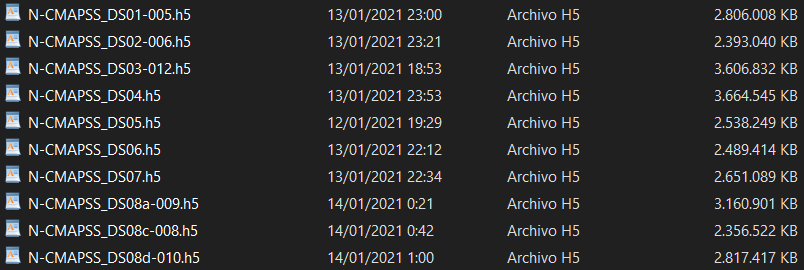 N-CMAPSS_DS01-005.h5 13/01/2021 23:00 Archivo H5 2.806.008 KB
N-CMAPSS_DS02-006.h5 13/01/2021 23:21 Archivo H5 2.393.040 KB
N-CMAPSS_DS03-012.h5 13/01/2021 18:53 Archivo H5 3.606.832 KB
N-CMAPSS_DS04.h5 13/01/2021 23:53 Archivo H5 3.664.545 KB
N-CMAPSS_DS05.h5 12/01/2021 19:29 Archivo H5 2.538.249 KB
N-CMAPSS_DS06.h5 13/01/2021 22:12 Archivo H5 2.489.414 KB
N-CMAPSS_DS07.h5 13/01/2021 22:34 Archivo H5 2.651.089 KB
N-CMAPSS_DS08a-009.h5 14/01/2021 0:21 Archivo H5 3.160.901 KB
N-CMAPSS_DS08c-008.h5 14/01/2021 0:42 Archivo H5 2.356.522 KB
N-CMAPSS_DS08d-010.h5 14/01/2021 1:00 Archivo H5 2.817.417 KB